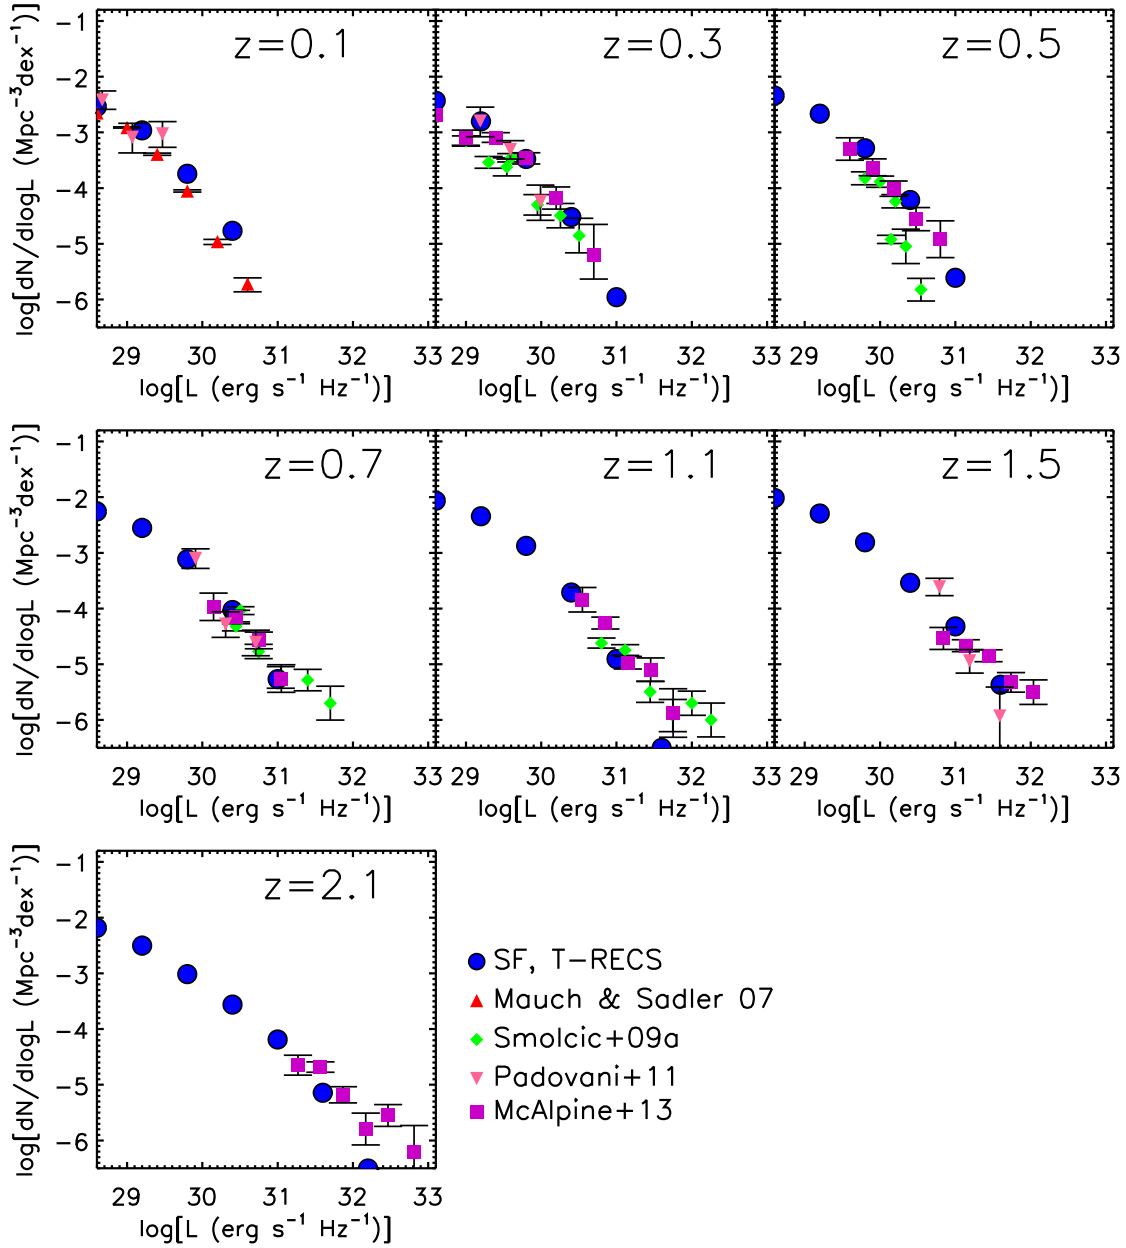 z=0.1 z=0.3 z=0.5
log[dN/dlogL (Mpc⁻³dex⁻¹)]
−1
−2
−3
−4
−5
−6
29 30 31 32 33 29 30 31 32 33 29 30 31 32 33
log[L (erg s⁻¹ Hz⁻¹)] log[L (erg s⁻¹ Hz⁻¹)] log[L (erg s⁻¹ Hz⁻¹)]
z=0.7 z=1.1 z=1.5
log[dN/dlogL (Mpc⁻³dex⁻¹)]
−1
−2
−3
−4
−5
−6
29 30 31 32 33 29 30 31 32 33 29 30 31 32 33
log[L (erg s⁻¹ Hz⁻¹)] log[L (erg s⁻¹ Hz⁻¹)] log[L (erg s⁻¹ Hz⁻¹)]
z=2.1
log[dN/dlogL (Mpc⁻³dex⁻¹)]
−1
−2
−3
−4
−5
−6
29 30 31 32 33
log[L (erg s⁻¹ Hz⁻¹)]
SF, T−RECS
Mauch & Sadler 07
Smolcic+09a
Padovani+11
McAlpine+13